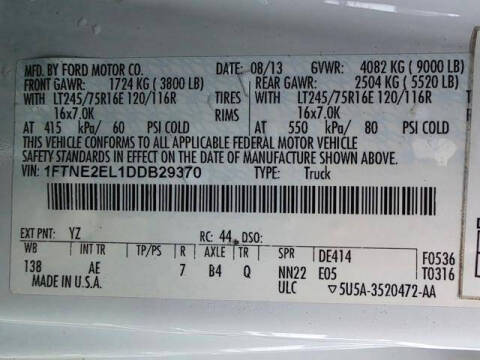 MFD. BY FORD MOTOR CO. DATE: 08/13 GVWR: 4082 KG ( 9000 LB)
FRONT GAWR: 1724 KG ( 3800 LB) REAR GAWR: 2504 KG ( 5520 LB)
WITH LT245/75R16E 120/116R TIRES WITH LT245/75R16E 120/116R
16x7.0K RIMS 16x7.0K
AT 415 kPa/ 60 PSI COLD AT 550 kPa/ 80 PSI COLD
THIS VEHICLE CONFORMS TO ALL APPLICABLE FEDERAL MOTOR VEHICLE
SAFETY STANDARDS IN EFFECT ON THE DATE OF MANUFACTURE SHOWN ABOVE.
VIN: 1FTNE2EL1DDB29370 TYPE: Truck
EXT PNT: YZ RC: 44 DSO:
WB INT TR TP/PS R AXLE TR SPR DE414 F0536
138 AE 7 B4 Q NN22 E05 T0316
MADE IN U.S.A. ULC ▽5U5A-3520472-AA